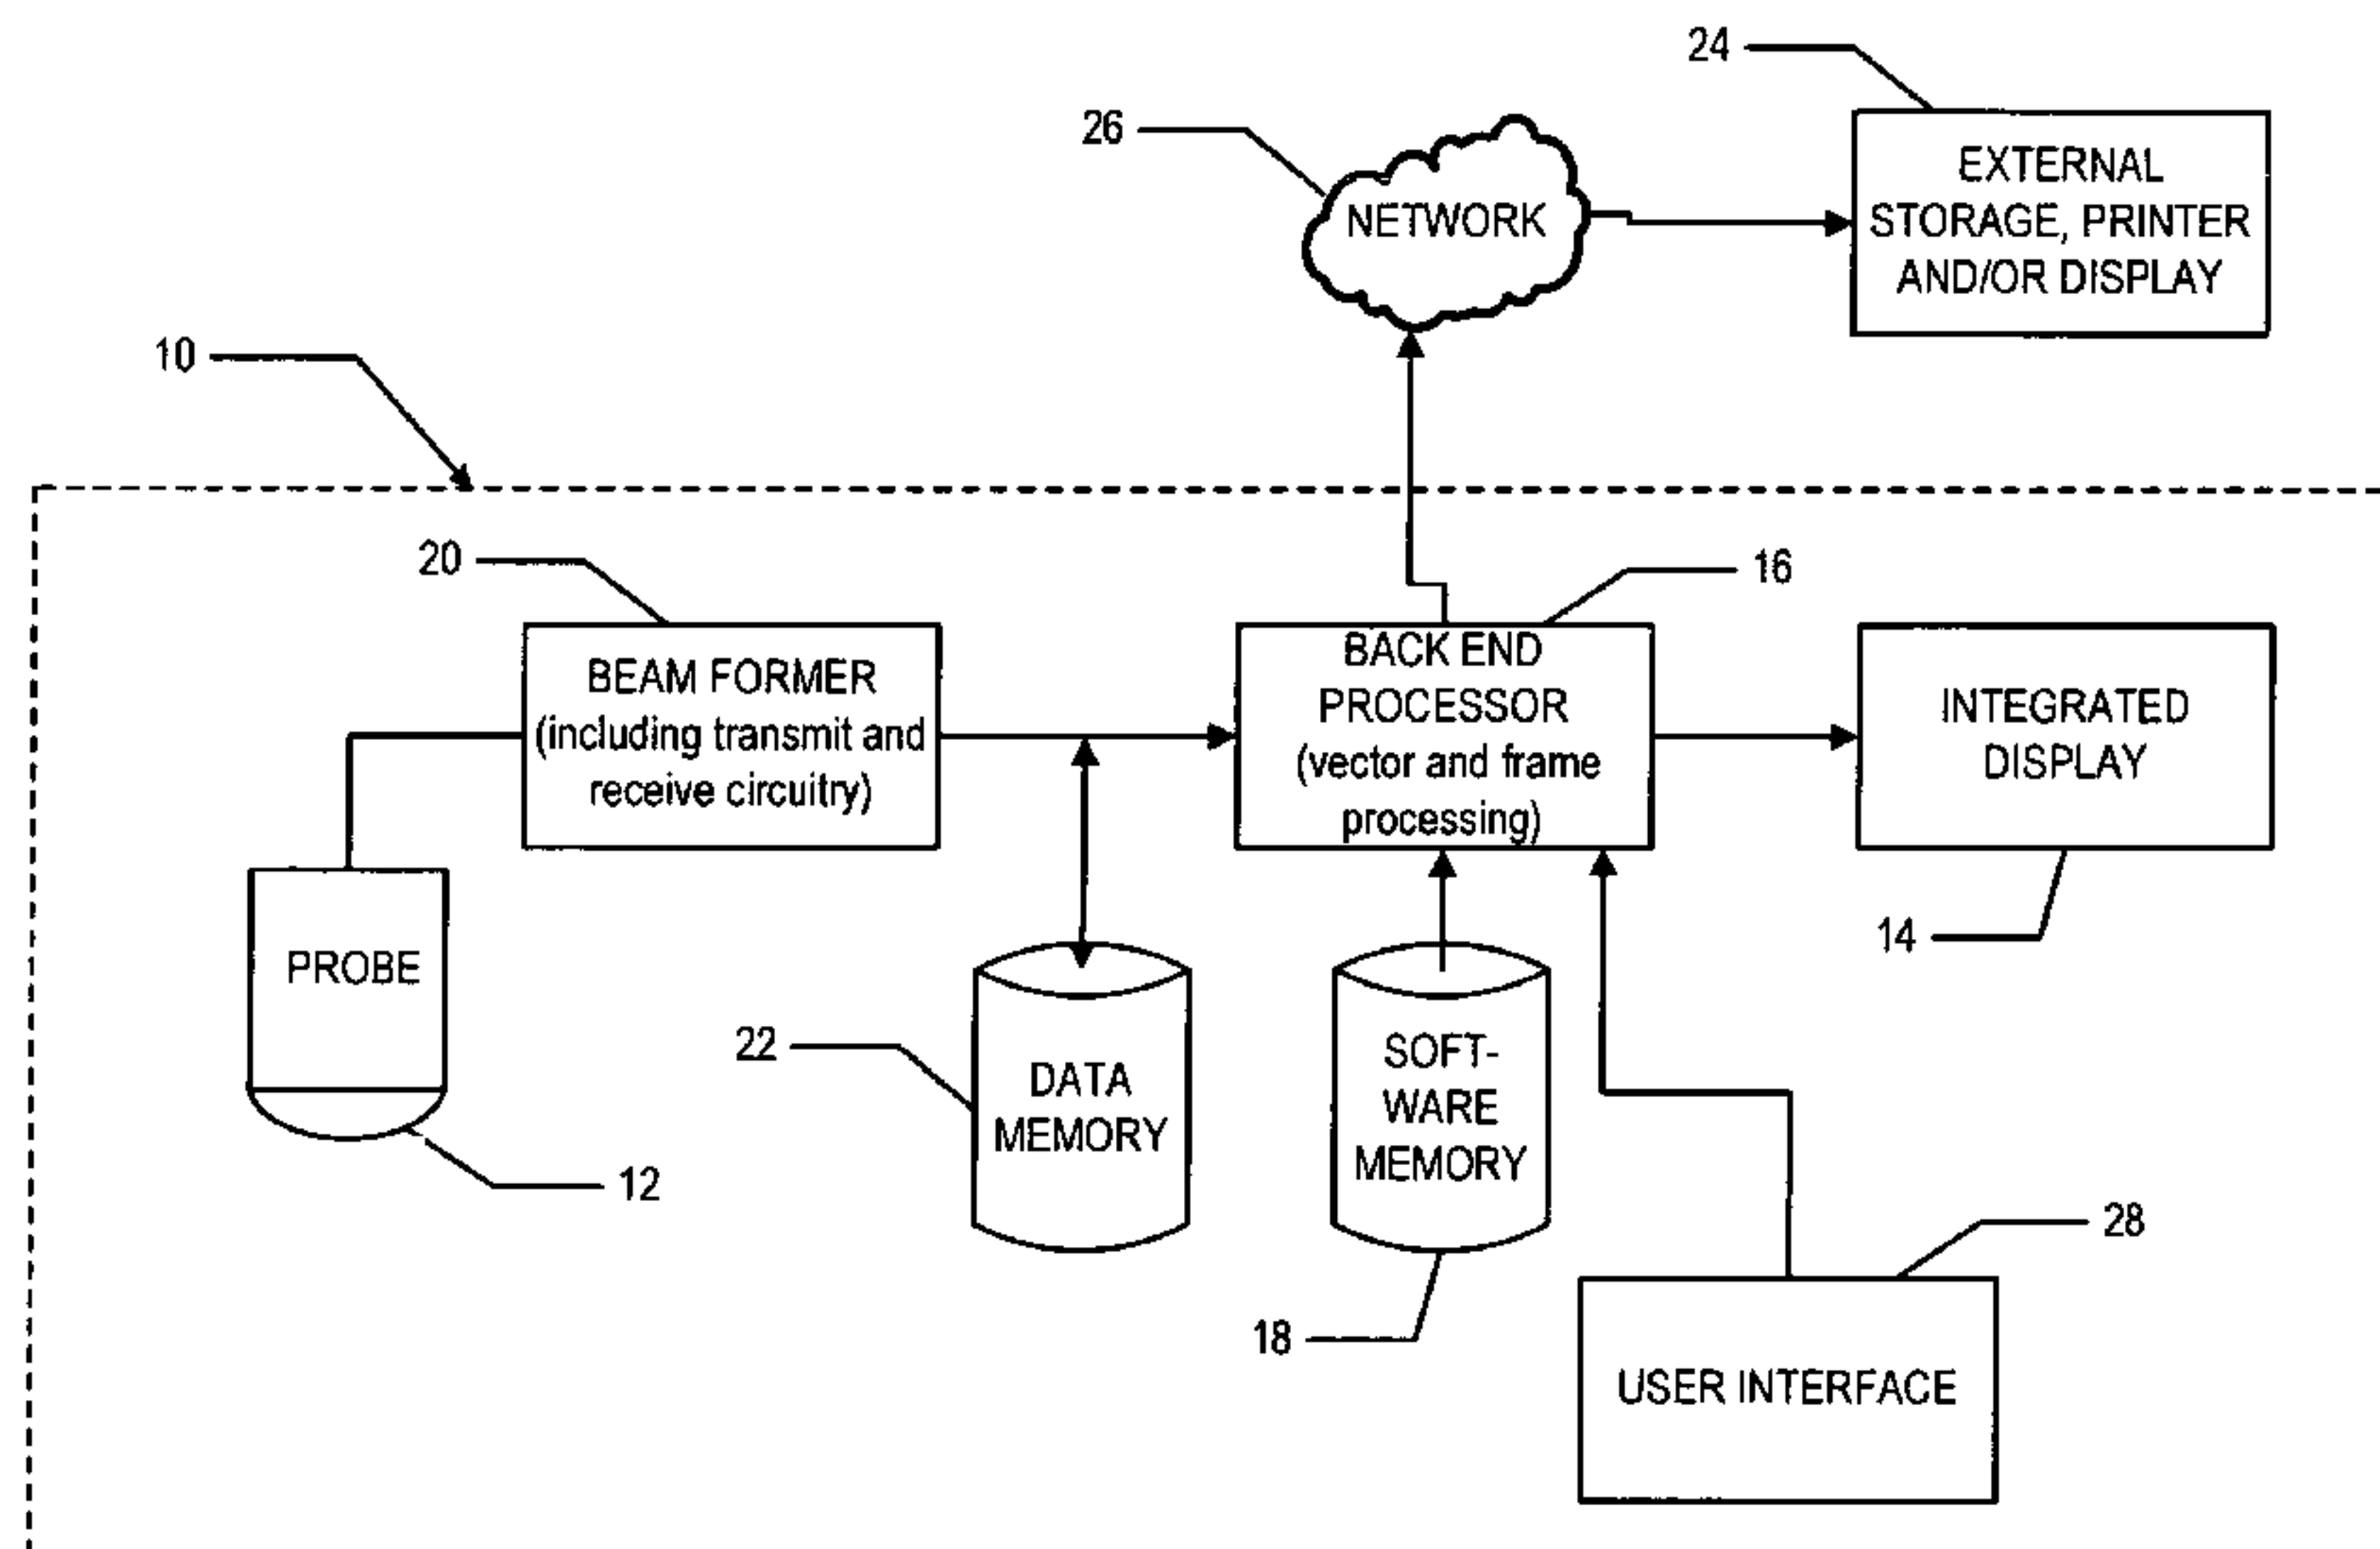 24
26
EXTERNAL
STORAGE, PRINTER
AND/OR DISPLAY
NETWORK
10
20
16
BEAM FORMER
(including transmit and
receive circuitry)
BACK END
PROCESSOR
(vector and frame
processing)
INTEGRATED
DISPLAY
14
PROBE
12
22
DATA
MEMORY
SOFT-
WARE
MEMORY
18
28
USER INTERFACE